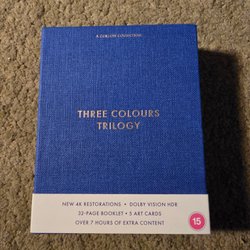 A CURZON COLLECTION
THREE COLOURS
TRILOGY
NEW 4K RESTORATIONS • DOLBY VISION HDR
32-PAGE BOOKLET • 5 ART CARDS
OVER 7 HOURS OF EXTRA CONTENT
15